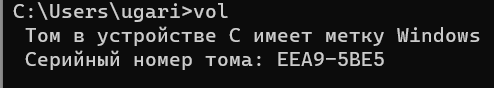 C:\Users\ugari>vol
Том в устройстве C имеет метку Windows
Серийный номер тома: EEA9-5BE5